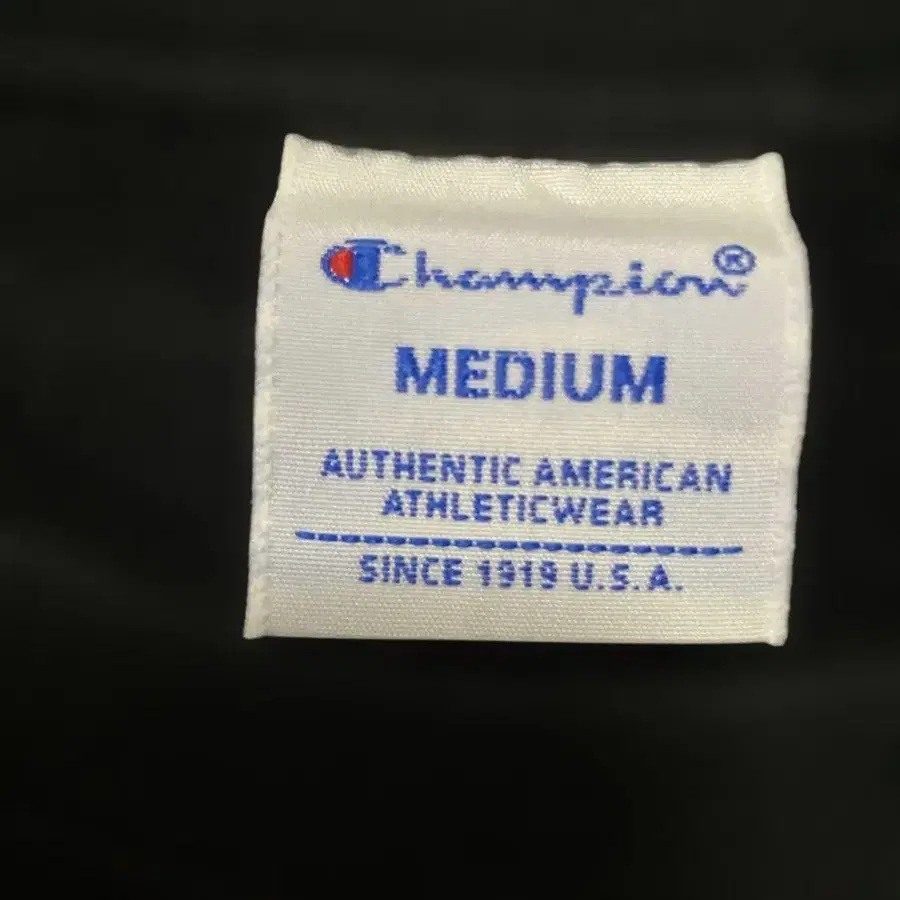 Champion®
MEDIUM
AUTHENTIC AMERICAN
ATHLETICWEAR
SINCE 1919 U.S.A.